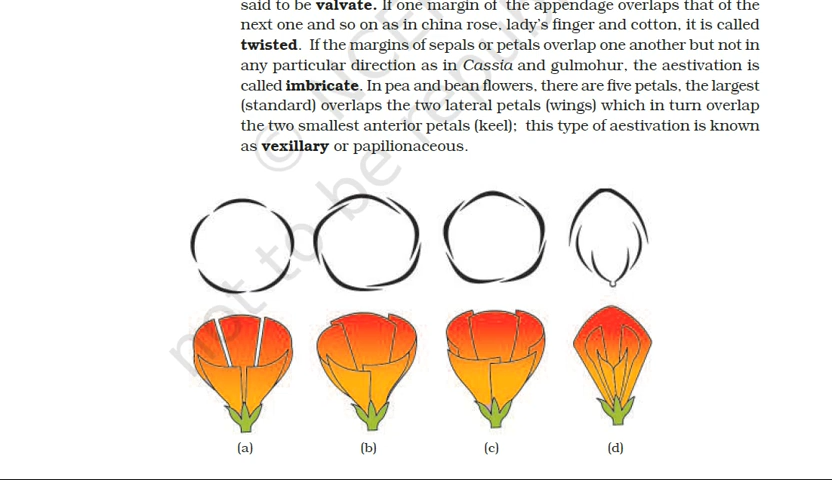 said to be valvate. If one margin of the appendage overlaps that of the
next one and so on as in china rose, lady's finger and cotton, it is called
twisted. If the margins of sepals or petals overlap one another but not in
any particular direction as in Cassia and gulmohur, the aestivation is
called imbricate. In pea and bean flowers, there are five petals, the largest
(standard) overlaps the two lateral petals (wings) which in turn overlap
the two smallest anterior petals (keel); this type of aestivation is known
as vexillary or papilionaceous.
© NCE
not to be repu
(a) (b) (c) (d)